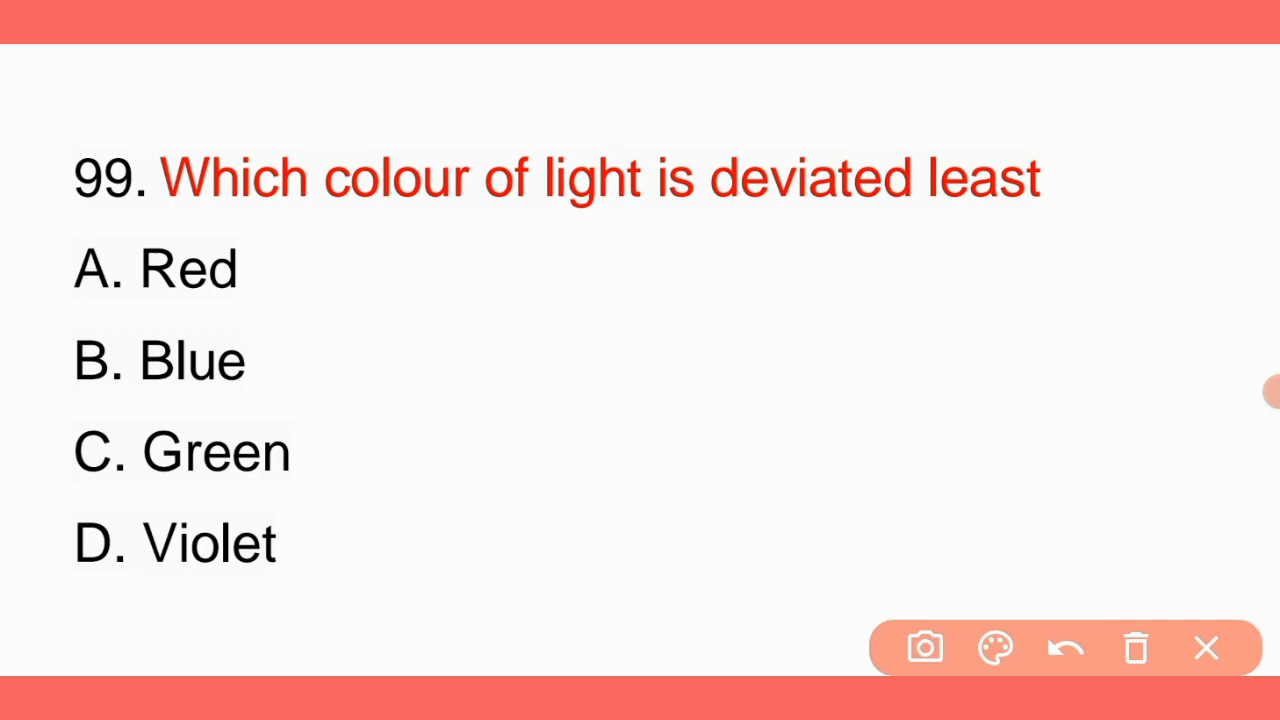 99. Which colour of light is deviated least
A. Red
B. Blue
C. Green
D. Violet